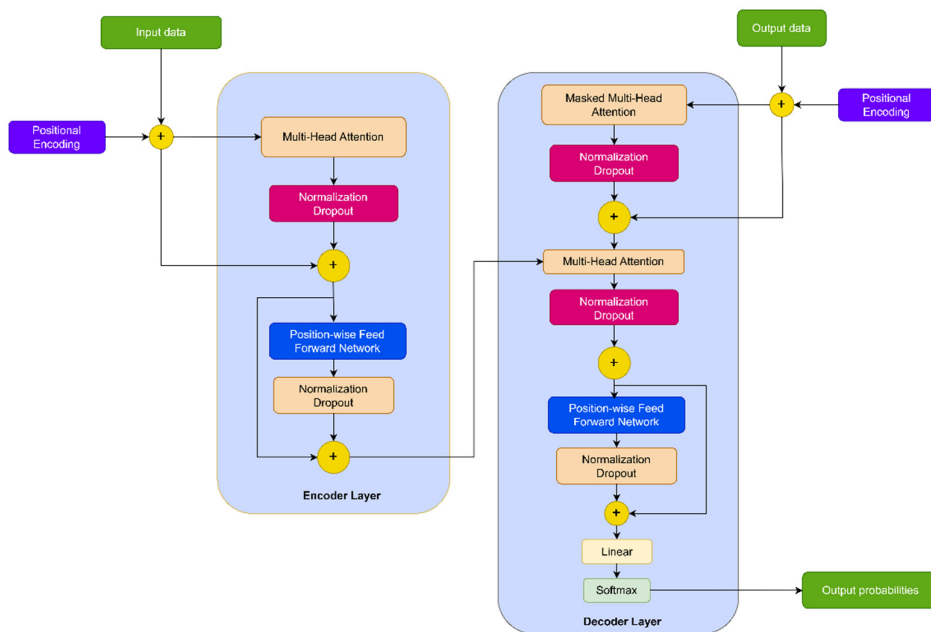 Input data
Positional
Encoding
+
Multi-Head Attention
Normalization
Dropout
+
Position-wise Feed
Forward Network
Normalization
Dropout
+
Encoder Layer
Output data
Positional
Encoding
+
Masked Multi-Head
Attention
Normalization
Dropout
+
Multi-Head Attention
Normalization
Dropout
+
Position-wise Feed
Forward Network
Normalization
Dropout
+
Linear
Softmax
Output probabilities
Decoder Layer